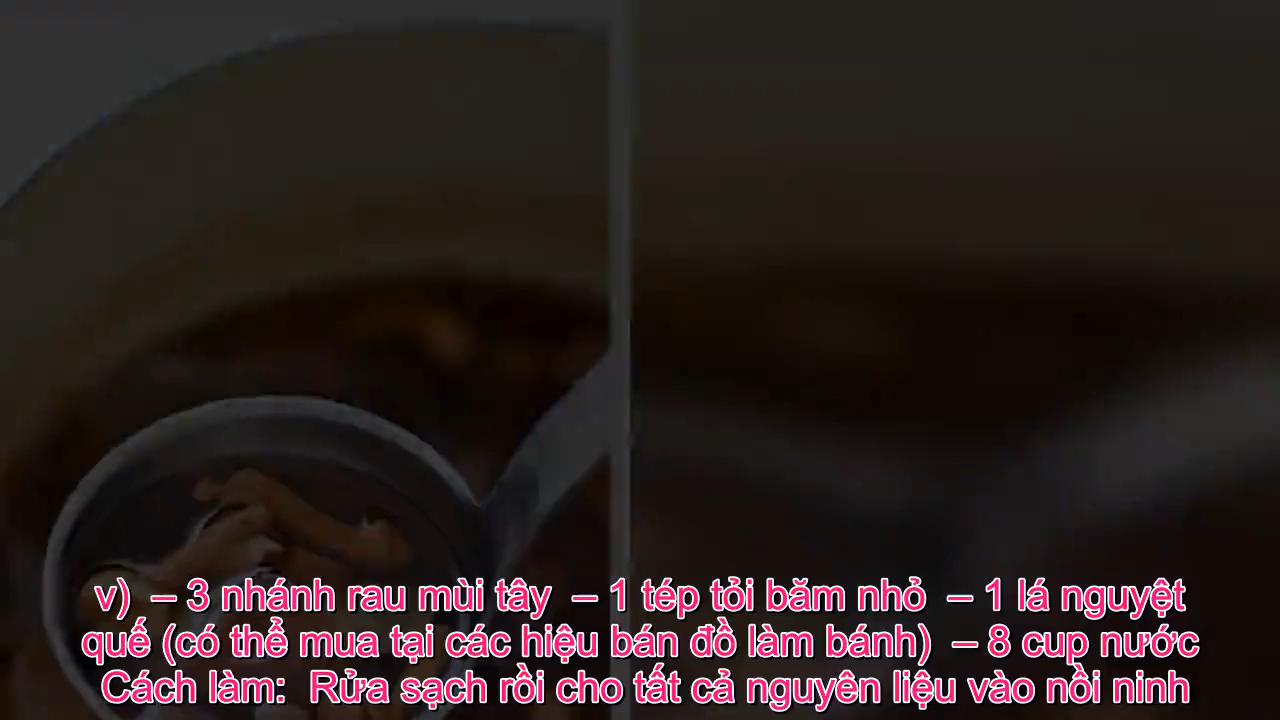 v)  – 3 nhánh rau mùi tây  – 1 tép tỏi băm nhỏ  – 1 lá nguyệt
quế (có thể mua tại các hiệu bán đồ làm bánh)  – 8 cup nước
Cách làm:  Rửa sạch rồi cho tất cả nguyên liệu vào nồi ninh